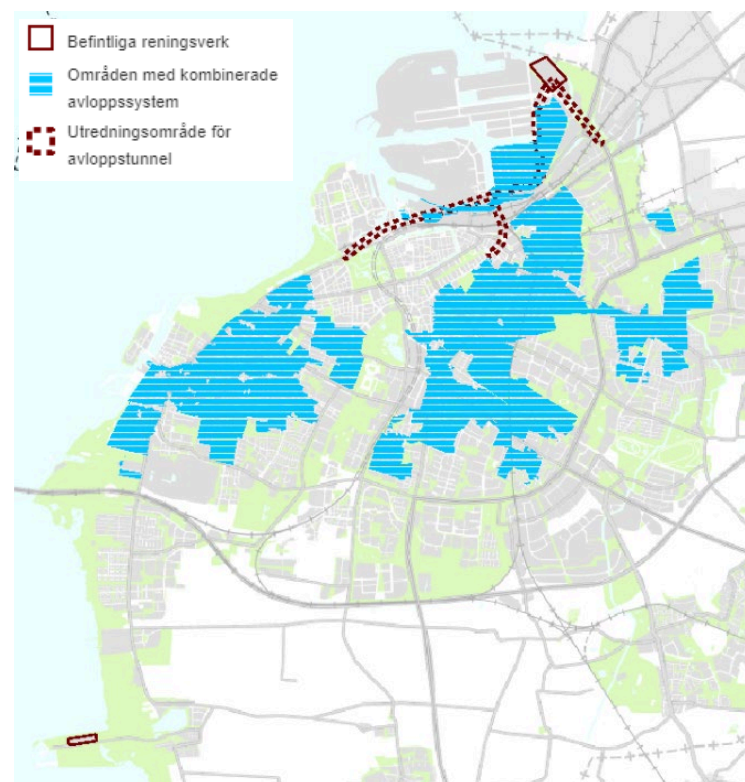 Befintliga reningsverk
Områden med kombinerade
avloppssystem
Utredningsområde för
avloppstunnel